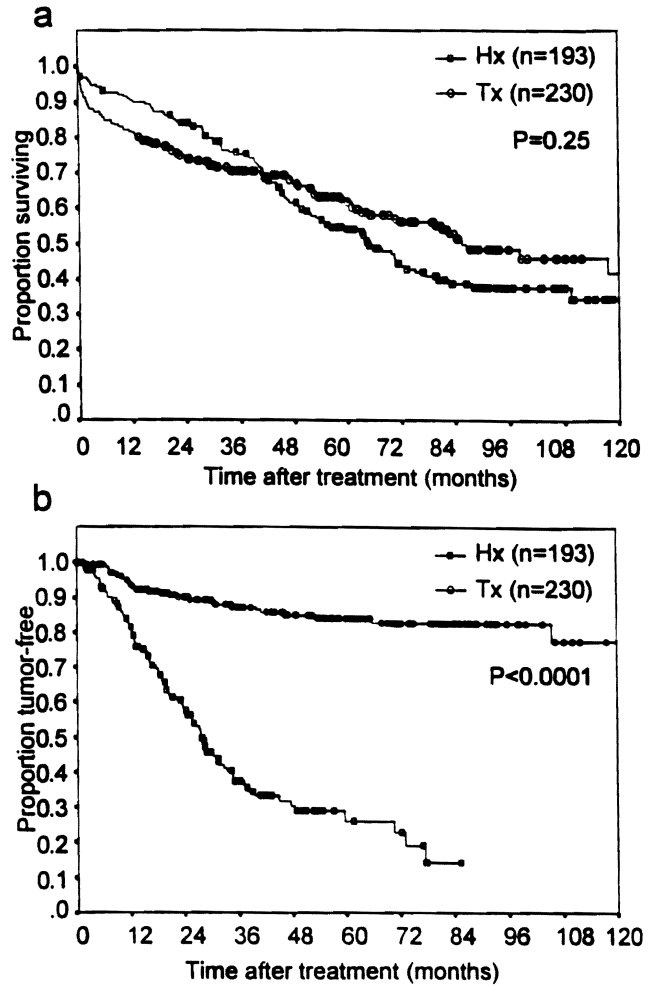 a
Hx (n=193)
Tx (n=230)
P=0.25
Proportion surviving
1.0
0.9
0.8
0.7
0.6
0.5
0.4
0.3
0.2
0.1
.0
0 12 24 36 48 60 72 84 96 108 120
Time after treatment (months)
b
Hx (n=193)
Tx (n=230)
P<0.0001
Proportion tumor-free
1.0
0.9
0.8
0.7
0.6
0.5
0.4
0.3
0.2
0.1
.0
0 12 24 36 48 60 72 84 96 108 120
Time after treatment (months)